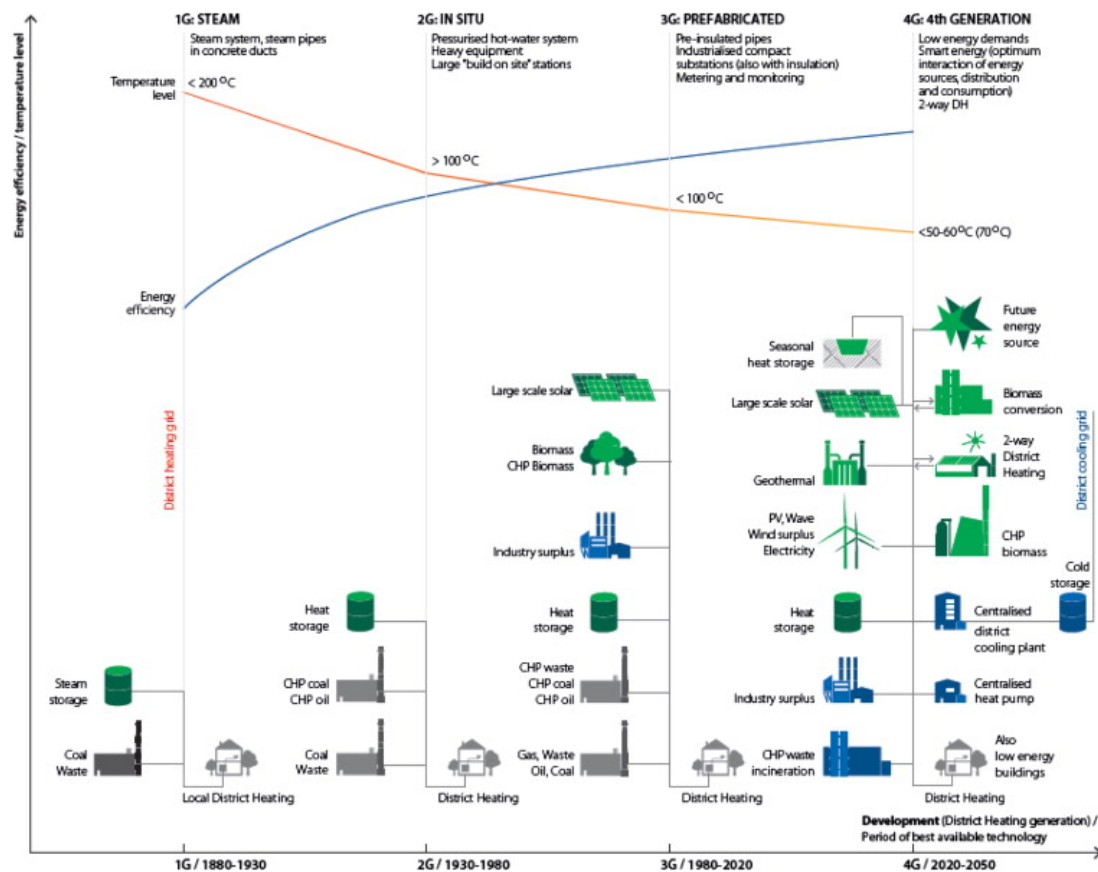 1G: STEAM
Steam system, steam pipes
in concrete ducts
2G: IN SITU
Pressurised hot-water system
Heavy equipment
Large "build on site" stations
3G: PREFABRICATED
Pre-insulated pipes
Industrialised compact
substations (also with insulation)
Metering and monitoring
4G: 4th GENERATION
Low energy demands
Smart energy (optimum
interaction of energy
sources, distribution
and consumption)
2-way DH
Energy efficiency / temperature level
Temperature
level
< 200 °C
> 100 °C
< 100 °C
<50-60°C (70°C)
Energy
efficiency
District heating grid
Steam
storage
Coal
Waste
Local District Heating
Heat
storage
CHP coal
CHP oil
Coal
Waste
District Heating
Large scale solar
Biomass
CHP Biomass
Industry surplus
Heat
storage
CHP waste
CHP coal
CHP oil
Gas, Waste
Oil, Coal
District Heating
Seasonal
heat storage
Large scale solar
Geothermal
PV, Wave
Wind surplus
Electricity
Heat
storage
Industry surplus
CHP waste
incineration
Future
energy
source
Biomass
conversion
2-way
District
Heating
CHP
biomass
Centralised
district
cooling plant
Centralised
heat pump
Also
low energy
buildings
District Heating
District cooling grid
Cold
storage
Development (District Heating generation) /
Period of best available technology
1G / 1880-1930
2G / 1930-1980
3G / 1980-2020
4G / 2020-2050